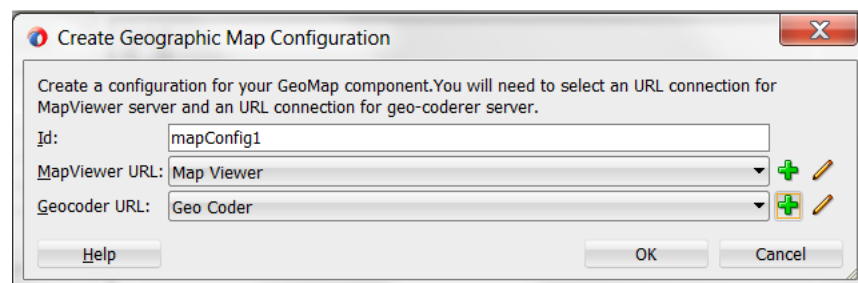 Create Geographic Map Configuration
X
Create a configuration for your GeoMap component.You will need to select an URL connection for
MapViewer server and an URL connection for geo-coderer server.
Id: mapConfig1
MapViewer URL: Map Viewer
Geocoder URL: Geo Coder
Help OK Cancel